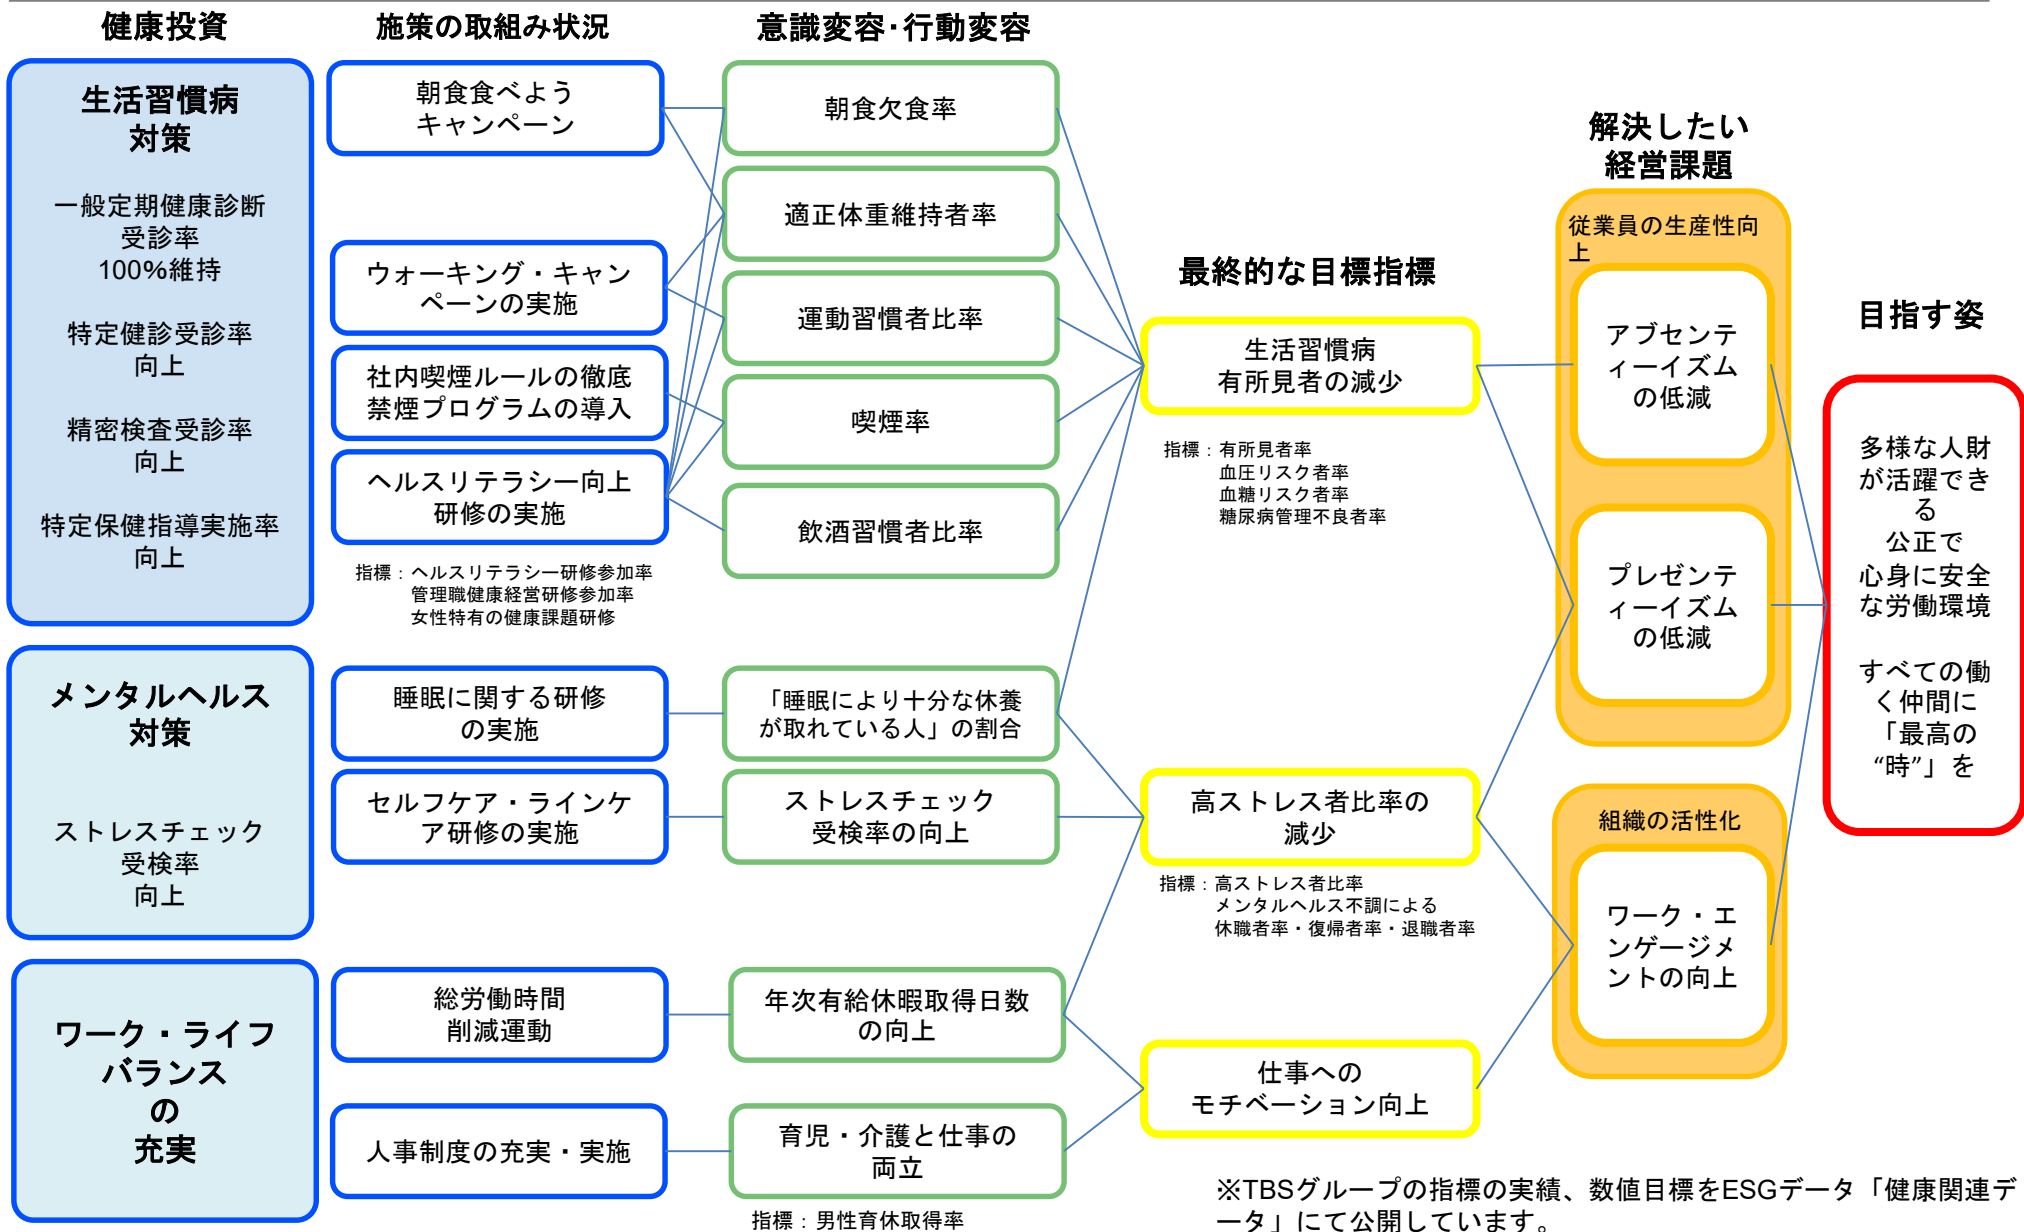 健康投資
生活習慣病
対策
一般定期健康診断
受診率
100%維持
特定健診受診率
向上
精密検査受診率
向上
特定保健指導実施率
向上
メンタルヘルス
対策
ストレスチェック
受検率
向上
ワーク・ライフ
バランス
の
充実
施策の取組み状況
朝食食べよう
キャンペーン
ウォーキング・キャン
ペーンの実施
社内喫煙ルールの徹底
禁煙プログラムの導入
ヘルスリテラシー向上
研修の実施
指標：ヘルスリテラシー研修参加率
管理職健康経営研修参加率
女性特有の健康課題研修
睡眠に関する研修
の実施
セルフケア・ラインケ
ア研修の実施
総労働時間
削減運動
人事制度の充実・実施
意識変容・行動変容
朝食欠食率
適正体重維持者率
運動習慣者比率
喫煙率
飲酒習慣者比率
「睡眠により十分な休養
が取れている人」の割合
ストレスチェック
受検率の向上
年次有給休暇取得日数
の向上
育児・介護と仕事の
両立
指標：男性育休取得率
最終的な目標指標
生活習慣病
有所見者の減少
指標：有所見者率
血圧リスク者率
血糖リスク者率
糖尿病管理不良者率
高ストレス者比率の
減少
指標：高ストレス者比率
メンタルヘルス不調による
休職者率・復帰者率・退職者率
仕事への
モチベーション向上
解決したい
経営課題
従業員の生産性向
上
アブセンテ
ィーイズム
の低減
プレゼンテ
ィーイズム
の低減
組織の活性化
ワーク・エ
ンゲージメ
ントの向上
目指す姿
多様な人財
が活躍でき
る
公正で
心身に安全
な労働環境
すべての働
く仲間に
「最高の
“時”」を
※TBSグループの指標の実績、数値目標をESGデータ「健康関連デ
ータ」にて公開しています。